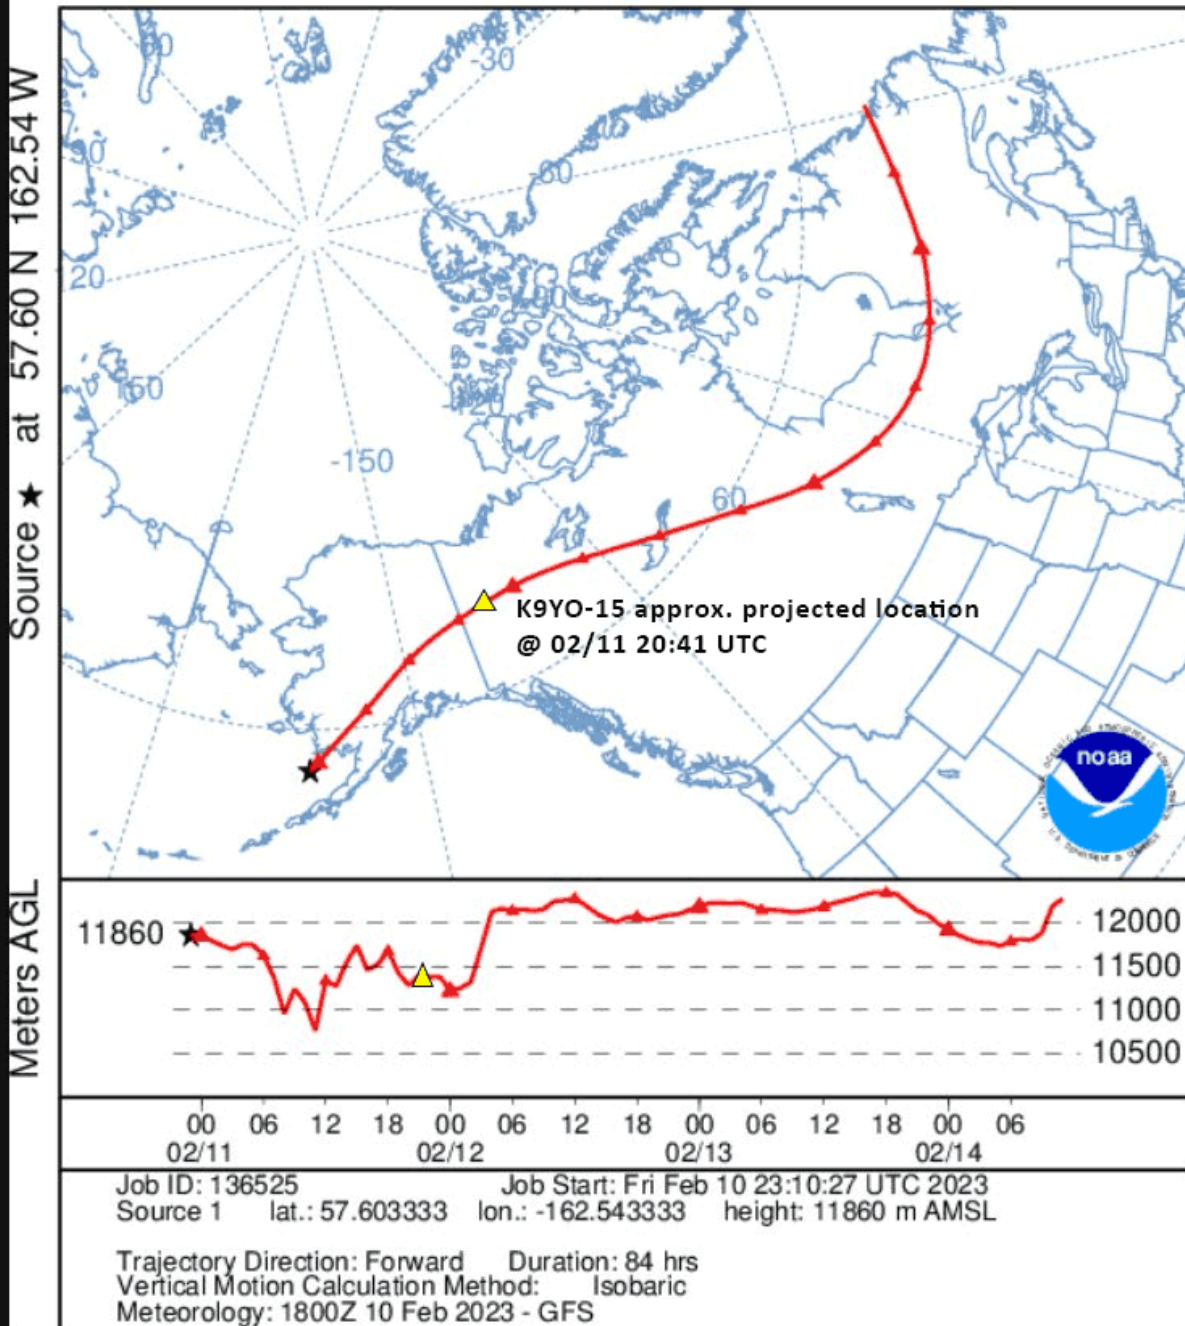 Source ★ at 57.60 N 162.54 W
-30
-60
60
-150
K9YO-15 approx. projected location
@ 02/11 20:41 UTC
noaa
Meters AGL
11860
12000
11500
11000
10500
00 06 12 18 00 06 12 18 00 06 12 18 00 06
02/11 02/12 02/13 02/14
Job ID: 136525 Job Start: Fri Feb 10 23:10:27 UTC 2023
Source 1 lat.: 57.603333 lon.: -162.543333 height: 11860 m AMSL
Trajectory Direction: Forward Duration: 84 hrs
Vertical Motion Calculation Method: Isobaric
Meteorology: 1800Z 10 Feb 2023 - GFS